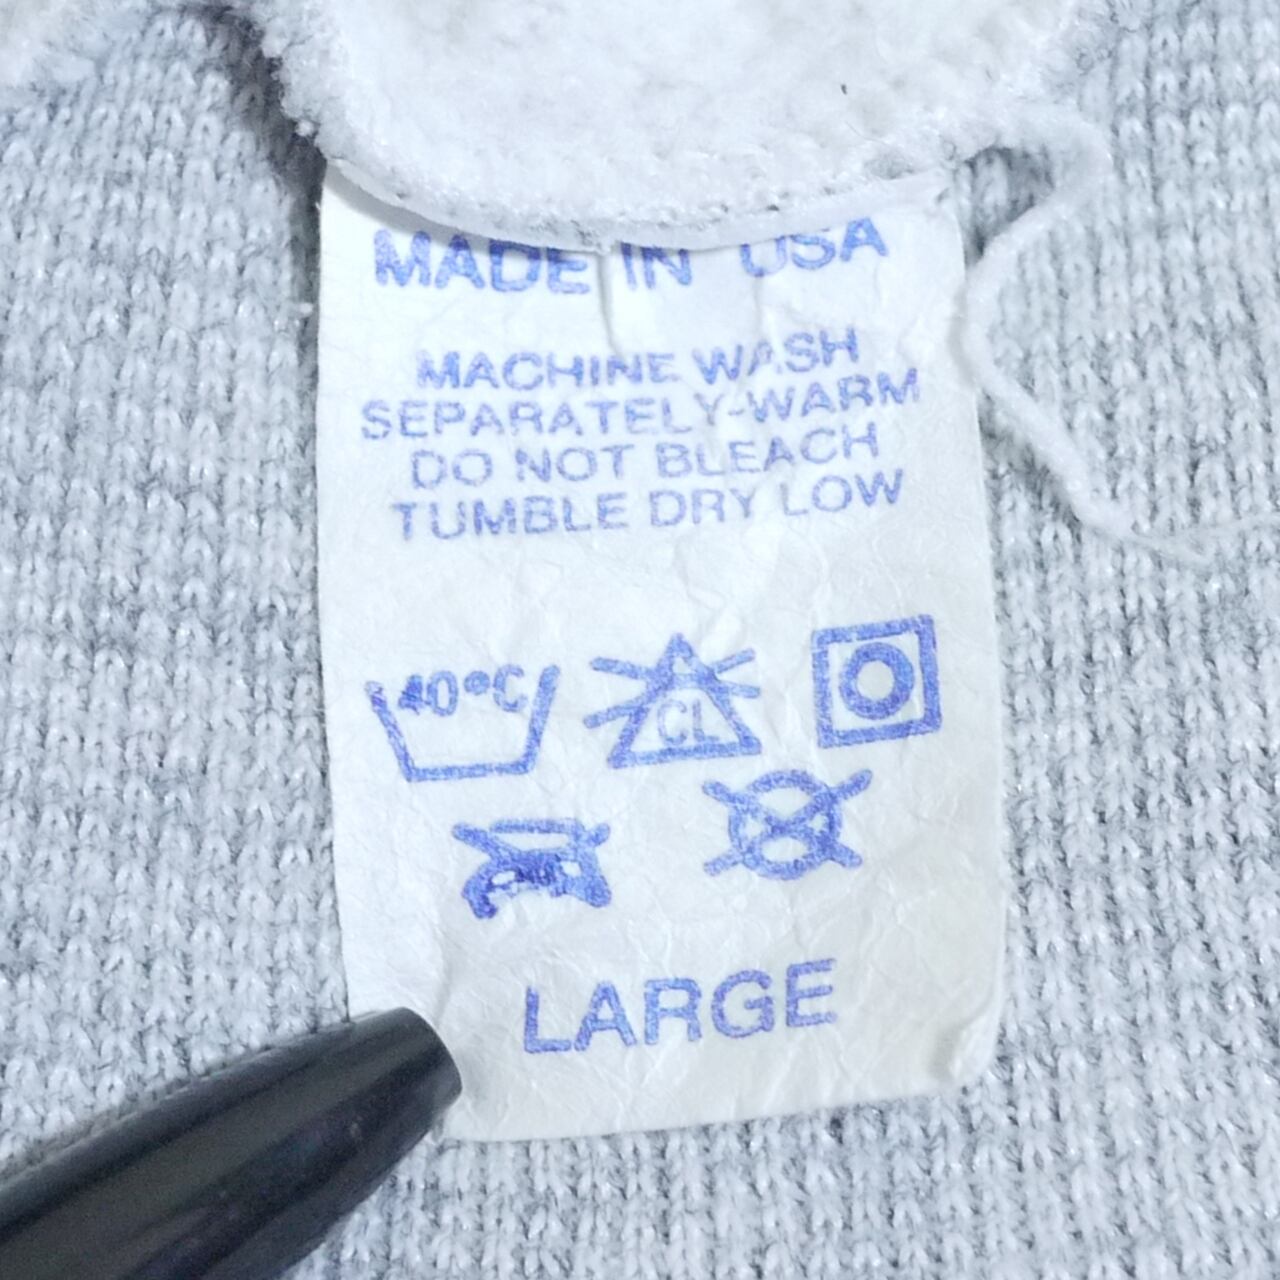 MADE IN USA
MACHINE WASH
SEPARATELY-WARM
DO NOT BLEACH
TUMBLE DRY LOW
40°C
CL
LARGE